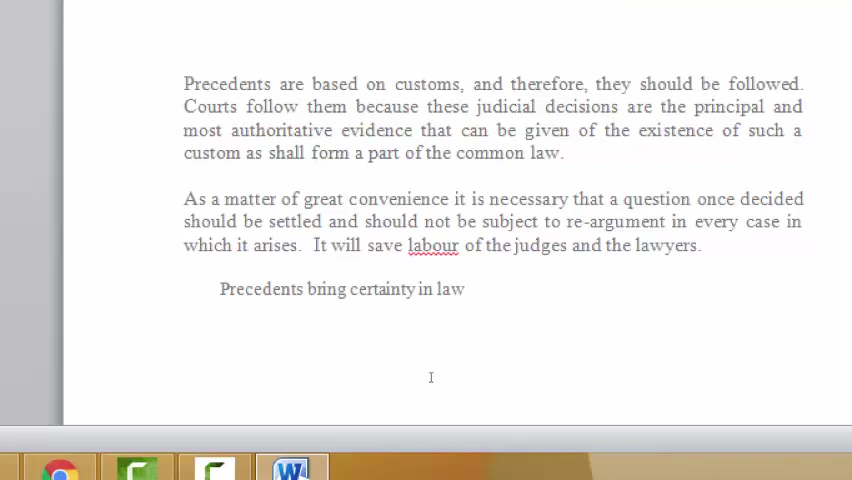 Precedents are based on customs, and therefore, they should be followed.
Courts follow them because these judicial decisions are the principal and
most authoritative evidence that can be given of the existence of such a
custom as shall form a part of the common law.
As a matter of great convenience it is necessary that a question once decided
should be settled and should not be subject to re-argument in every case in
which it arises. It will save labour of the judges and the lawyers.
Precedents bring certainty in law
W